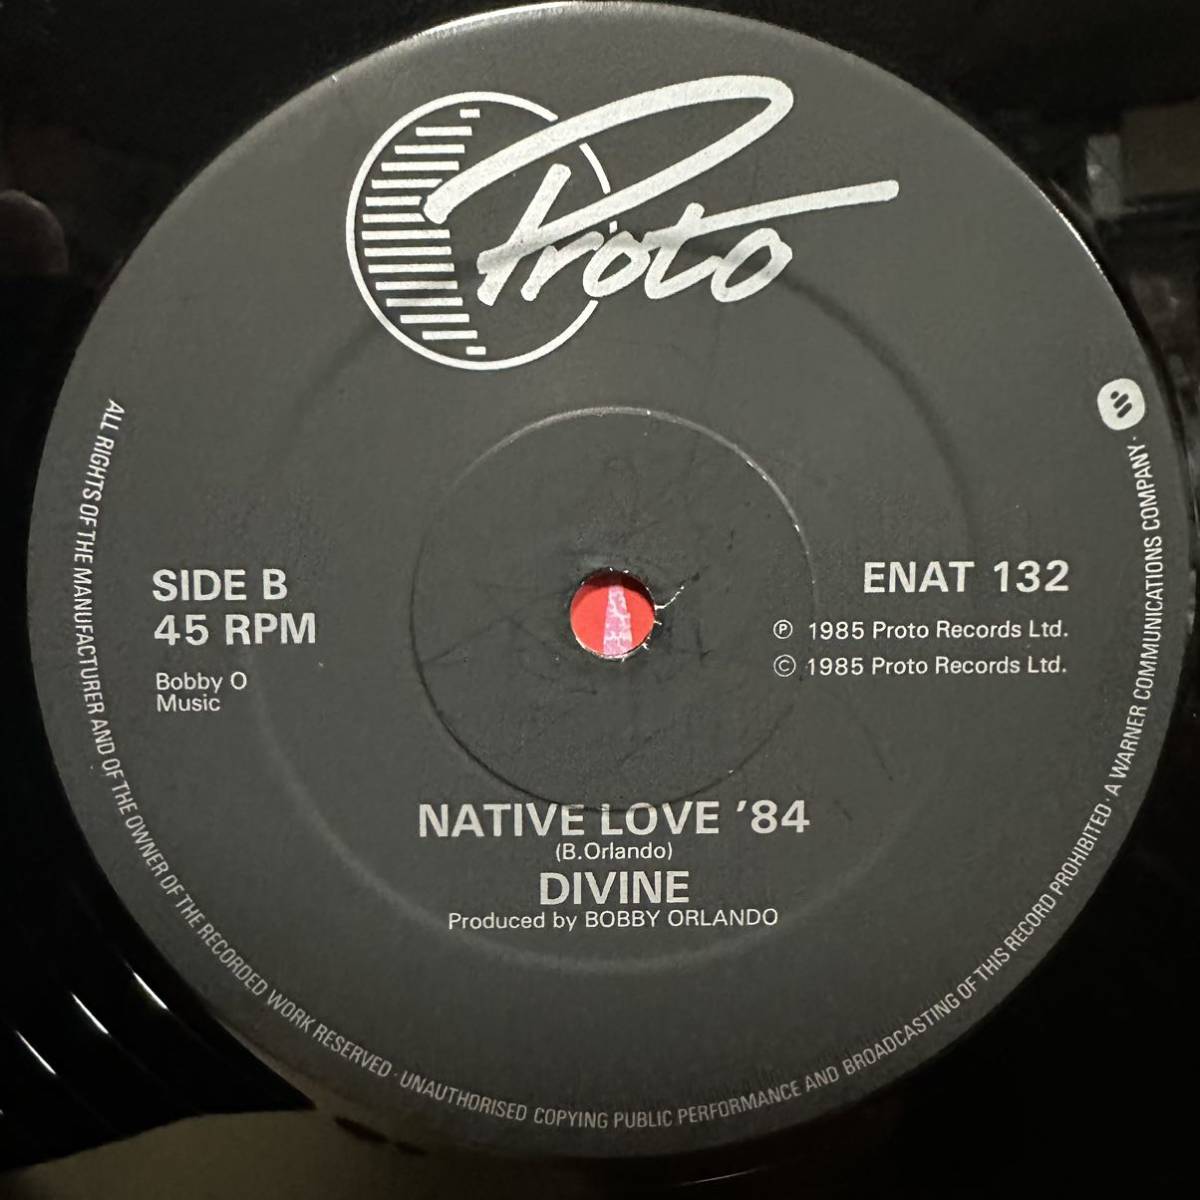 Proto
SIDE B
45 RPM
Bobby O
Music
ENAT 132
Ⓟ 1985 Proto Records Ltd.
© 1985 Proto Records Ltd.
NATIVE LOVE '84
(B.Orlando)
DIVINE
Produced by BOBBY ORLANDO
ALL RIGHTS OF THE MANUFACTURER AND OF THE OWNER OF THE RECORDED WORK RESERVED · UNAUTHORISED COPYING PUBLIC PERFORMANCE AND BROADCASTING OF THIS RECORD PROHIBITED · A WARNER COMMUNICATIONS COMPANY ·